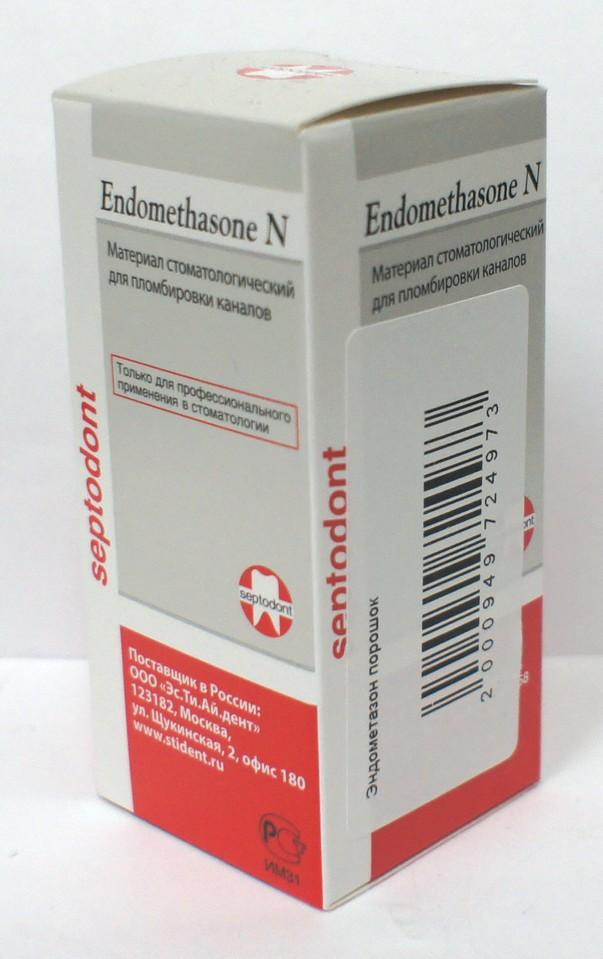 Endomethasone N
Материал стоматологический
для пломбировки каналов
Только для профессионального
применения в стоматологии
septodont
septodont
Поставщик в России:
ООО «Эс.Ти.Ай.дент»
123182, Москва,
ул. Щукинская, 2, офис 180
www.stident.ru
РС
ИМ31
Endomethasone N
Материал стоматологический
для пломбировки каналов
septodont
Эндометазон порошок
2000949724973